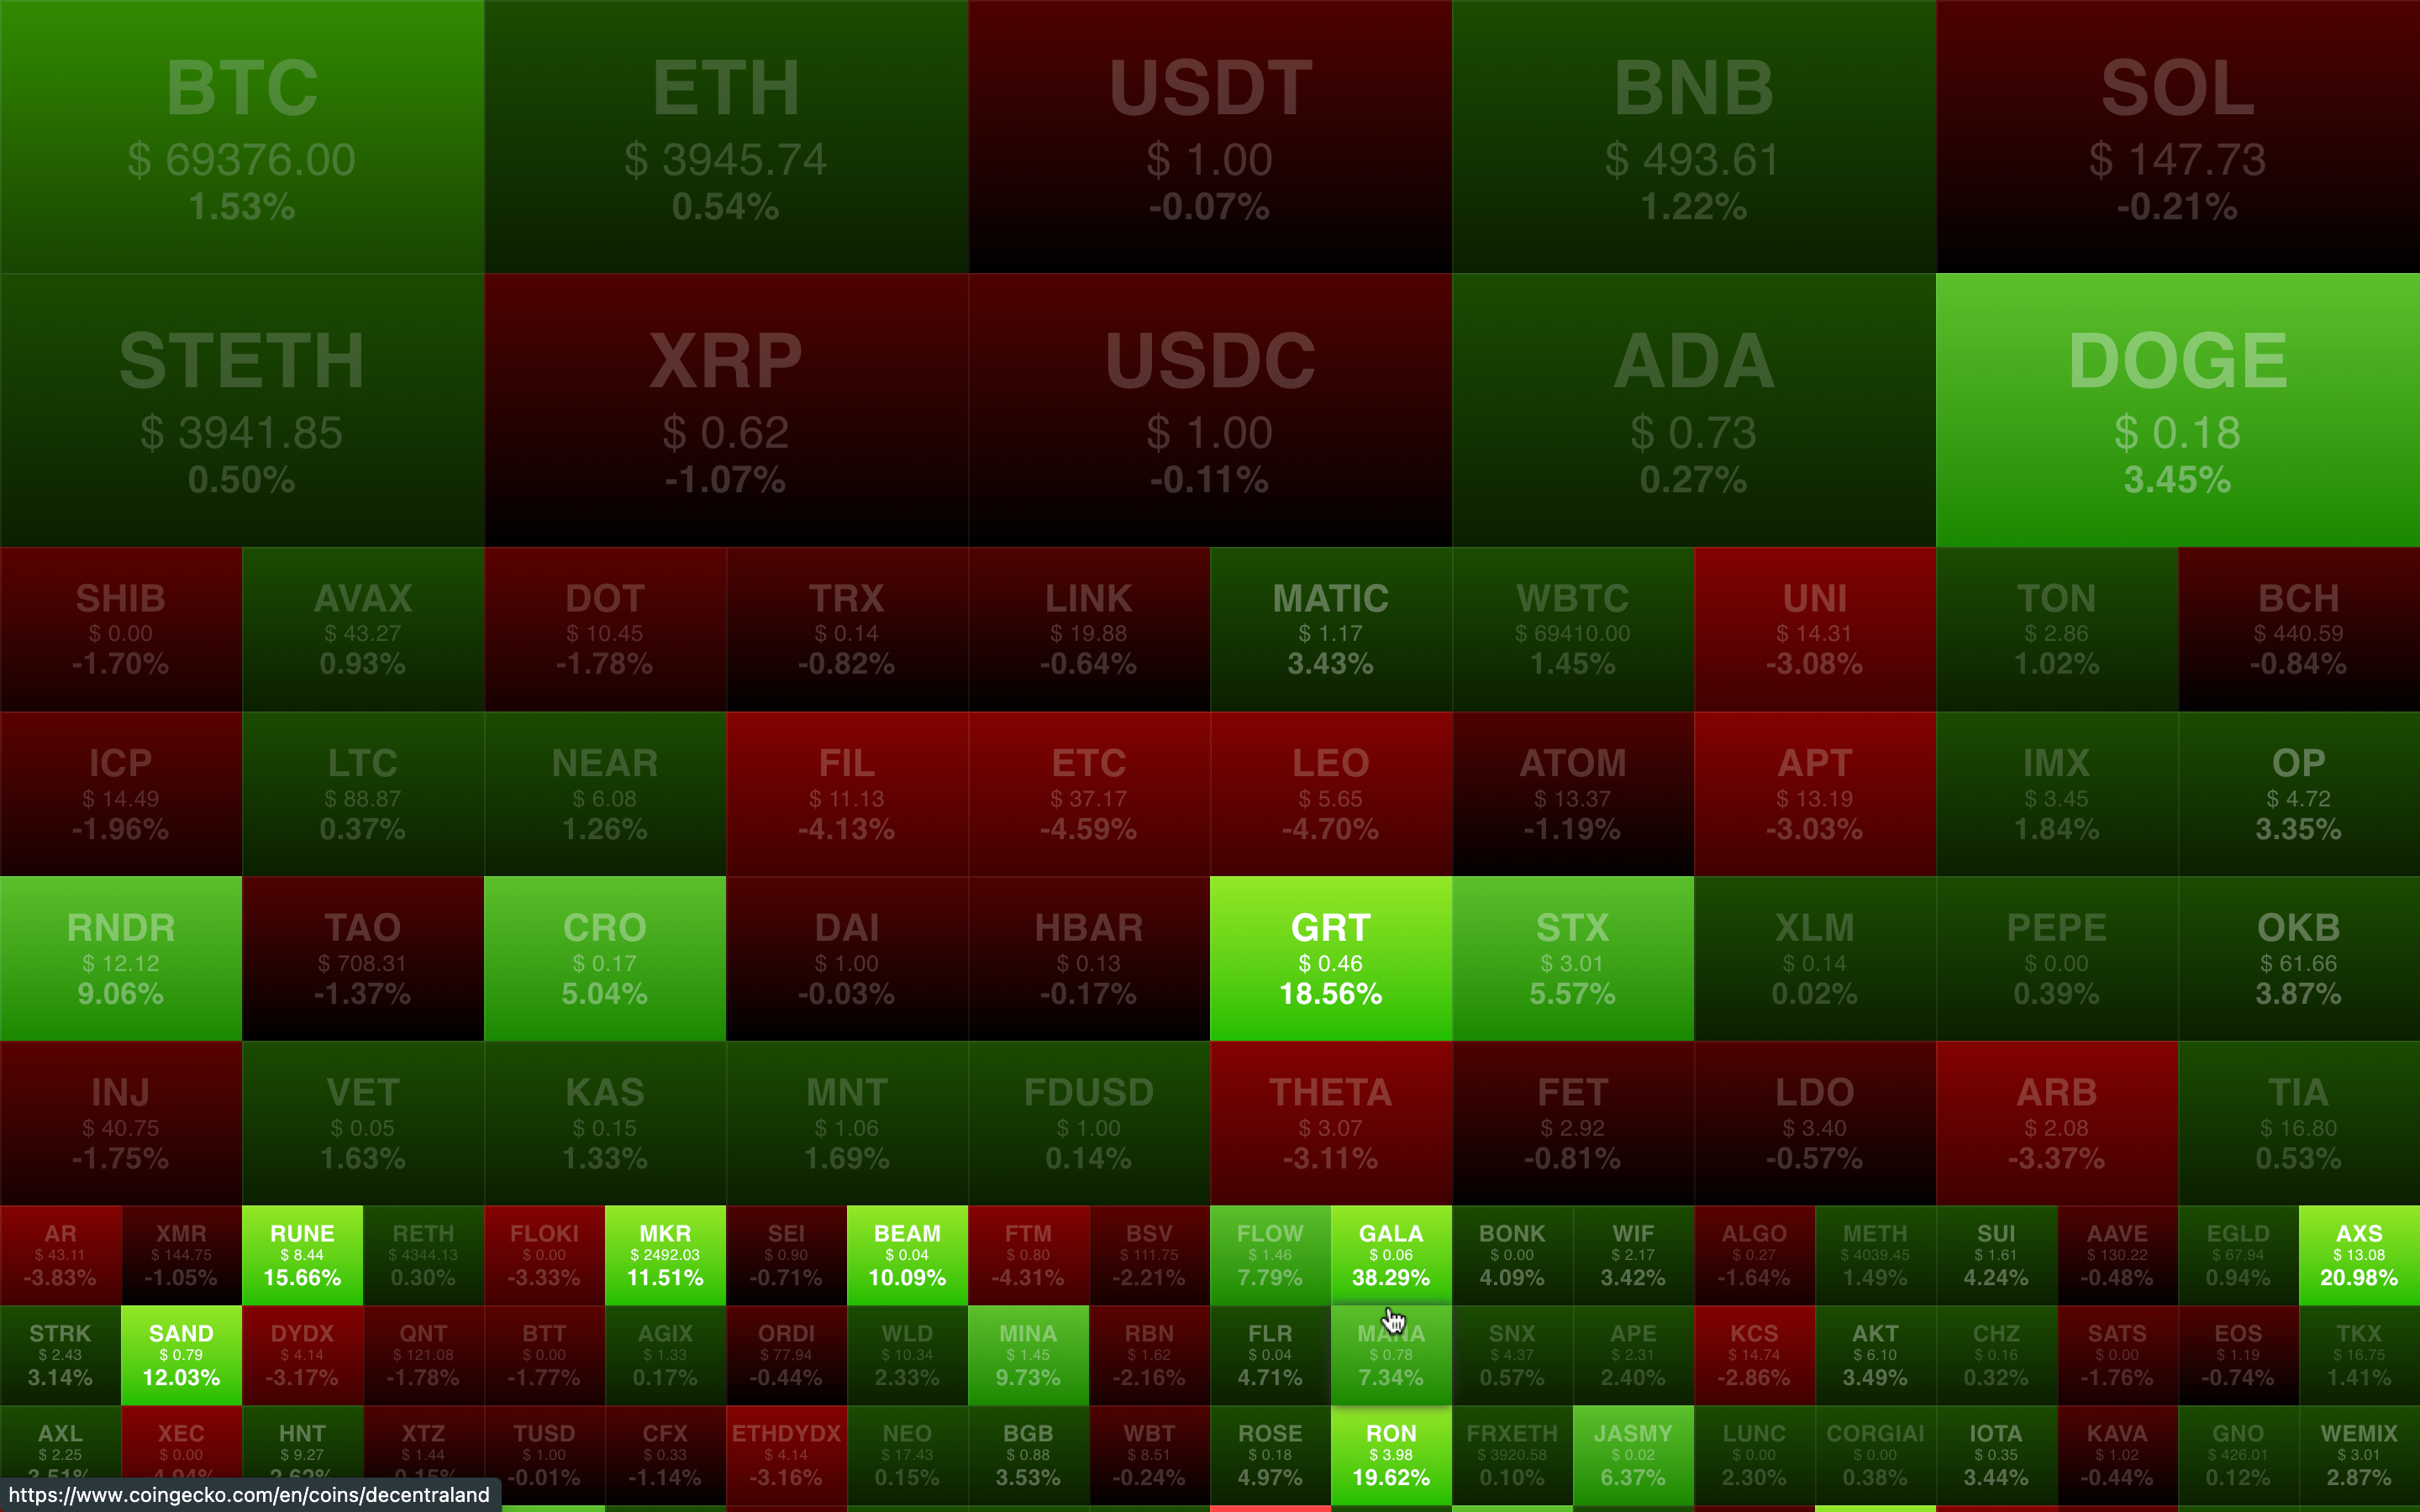 BTC
$ 69376.00
1.53%
ETH
$ 3945.74
0.54%
USDT
$ 1.00
-0.07%
BNB
$ 493.61
1.22%
SOL
$ 147.73
-0.21%
STETH
$ 3941.85
0.50%
XRP
$ 0.62
-1.07%
USDC
$ 1.00
-0.11%
ADA
$ 0.73
0.27%
DOGE
$ 0.18
3.45%
SHIB
$ 0.00
-1.70%
AVAX
$ 43.27
0.93%
DOT
$ 10.45
-1.78%
TRX
$ 0.14
-0.82%
LINK
$ 19.88
-0.64%
MATIC
$ 1.17
3.43%
WBTC
$ 69410.00
1.45%
UNI
$ 14.31
-3.08%
TON
$ 2.86
1.02%
BCH
$ 440.59
-0.84%
ICP
$ 14.49
-1.96%
LTC
$ 88.87
0.37%
NEAR
$ 6.08
1.26%
FIL
$ 11.13
-4.13%
ETC
$ 37.17
-4.59%
LEO
$ 5.65
-4.70%
ATOM
$ 13.37
-1.19%
APT
$ 13.19
-3.03%
IMX
$ 3.45
1.84%
OP
$ 4.72
3.35%
RNDR
$ 12.12
9.06%
TAO
$ 708.31
-1.37%
CRO
$ 0.17
5.04%
DAI
$ 1.00
-0.03%
HBAR
$ 0.13
-0.17%
GRT
$ 0.46
18.56%
STX
$ 3.01
5.57%
XLM
$ 0.14
0.02%
PEPE
$ 0.00
0.39%
OKB
$ 61.66
3.87%
INJ
$ 40.75
-1.75%
VET
$ 0.05
1.63%
KAS
$ 0.15
1.33%
MNT
$ 1.06
1.69%
FDUSD
$ 1.00
0.14%
THETA
$ 3.07
-3.11%
FET
$ 2.92
-0.81%
LDO
$ 3.40
-0.57%
ARB
$ 2.08
-3.37%
TIA
$ 16.80
0.53%
AR
$ 43.11
-3.83%
XMR
$ 144.75
-1.05%
RUNE
$ 8.44
15.66%
RETH
$ 4344.13
0.30%
FLOKI
$ 0.00
-3.33%
MKR
$ 2492.03
11.51%
SEI
$ 0.90
-0.71%
BEAM
$ 0.04
10.09%
FTM
$ 0.80
-4.31%
BSV
$ 111.75
-2.21%
FLOW
$ 1.46
7.79%
GALA
$ 0.06
38.29%
BONK
$ 0.00
4.09%
WIF
$ 2.17
3.42%
ALGO
$ 0.27
-1.64%
METH
$ 4039.45
1.49%
SUI
$ 1.61
4.24%
AAVE
$ 130.22
-0.48%
EGLD
$ 67.94
0.94%
AXS
$ 13.08
20.98%
STRK
$ 2.43
3.14%
SAND
$ 0.79
12.03%
DYDX
$ 4.14
-3.17%
QNT
$ 121.08
-1.78%
BTT
$ 0.00
-1.77%
AGIX
$ 1.33
0.17%
ORDI
$ 77.94
-0.44%
WLD
$ 10.34
2.33%
MINA
$ 1.45
9.73%
RBN
$ 1.62
-2.16%
FLR
$ 0.04
4.71%
MANA
$ 0.78
7.34%
SNX
$ 4.37
0.57%
APE
$ 2.31
2.40%
KCS
$ 14.74
-2.86%
AKT
$ 6.10
3.49%
CHZ
$ 0.16
0.32%
SATS
$ 0.00
-1.76%
EOS
$ 1.19
-0.74%
TKX
$ 16.75
1.41%
AXL
$ 2.25
3.51%
XEC
$ 0.00
HNT
$ 9.27
XTZ
$ 1.44
TUSD
$ 1.00
-0.01%
CFX
$ 0.33
-1.14%
ETHDYDX
$ 4.14
-3.16%
NEO
$ 17.43
0.15%
BGB
$ 0.88
3.53%
WBT
$ 8.51
-0.24%
ROSE
$ 0.18
4.97%
RON
$ 3.98
19.62%
FRXETH
$ 3920.58
0.10%
JASMY
$ 0.02
6.37%
LUNC
$ 0.00
2.30%
CORGIAI
$ 0.00
0.38%
IOTA
$ 0.35
3.44%
KAVA
$ 1.02
-0.44%
GNO
$ 426.01
0.12%
WEMIX
$ 3.01
2.87%
https://www.coingecko.com/en/coins/decentraland